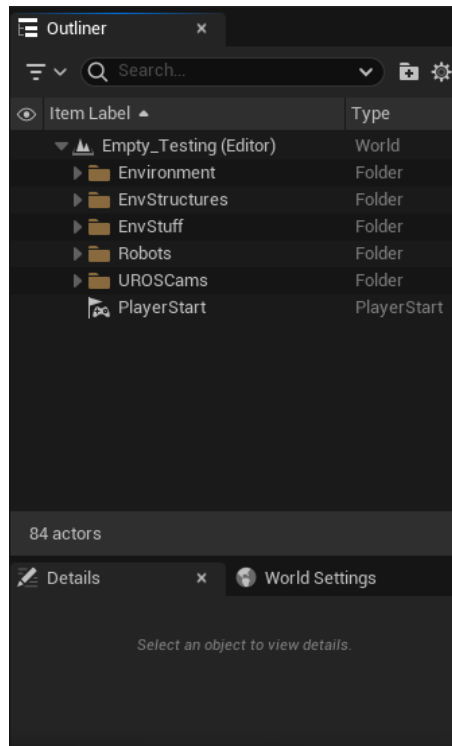 Outliner
Search...
Item Label Type
Empty_Testing (Editor) World
Environment Folder
EnvStructures Folder
EnvStuff Folder
Robots Folder
UROSCams Folder
PlayerStart PlayerStart
84 actors
Details World Settings
Select an object to view details.